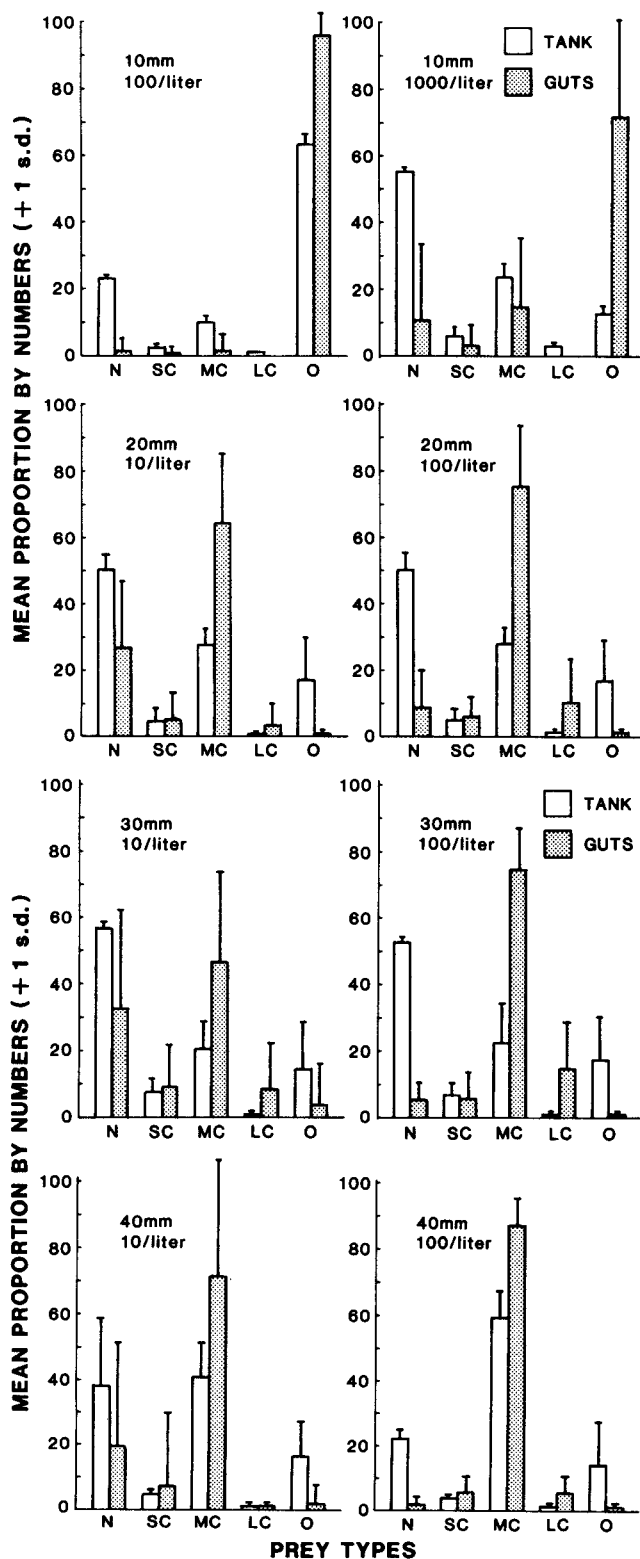 MEAN PROPORTION BY NUMBERS (+ 1 s.d.)
100
80
60
40
20
0
10mm
100/liter
N SC MC LC O
100
80
60
40
20
0
10mm
1000/liter
TANK
GUTS
N SC MC LC O
100
80
60
40
20
0
20mm
10/liter
N SC MC LC O
100
80
60
40
20
0
20mm
100/liter
N SC MC LC O
MEAN PROPORTION BY NUMBERS (+ 1 s.d.)
100
80
60
40
20
0
30mm
10/liter
N SC MC LC O
100
80
60
40
20
0
30mm
100/liter
TANK
GUTS
N SC MC LC O
100
80
60
40
20
0
40mm
10/liter
N SC MC LC O
100
80
60
40
20
0
40mm
100/liter
N SC MC LC O
PREY TYPES